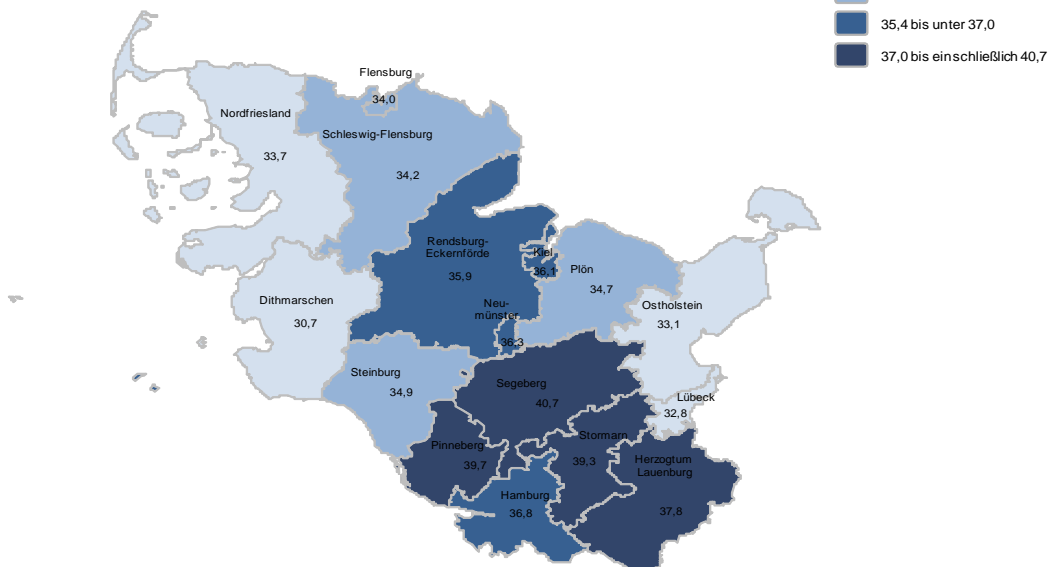 35,4 bis unter 37,0
37,0 bis einschließlich 40,7
Flensburg
34,0
Nordfriesland
33,7
Schleswig-Flensburg
34,2
Rendsburg-
Eckernförde
35,9
Kiel
36,1
Plön
34,7
Ostholstein
33,1
Dithmarschen
30,7
Neu-
münster
36,3
Steinburg
34,9
Segeberg
40,7
Lübeck
32,8
Pinneberg
39,7
Stormarn
39,3
Herzogtum
Lauenburg
37,8
Hamburg
36,8